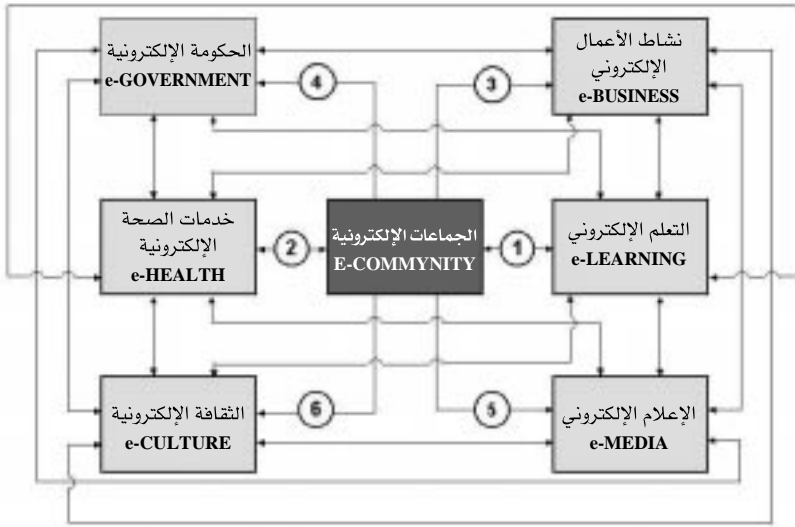 الحكومة الإلكترونية
e-GOVERNMENT
4
3
نشاط الأعمال
الإلكتروني
e-BUSINESS
خدمات الصحة
الإلكترونية
e-HEALTH
2
الجماعات الإلكترونية
E-COMMYNITY
1
التعلم الإلكتروني
e-LEARNING
الثقافة الإلكترونية
e-CULTURE
6
5
الإعلام الإلكتروني
e-MEDIA